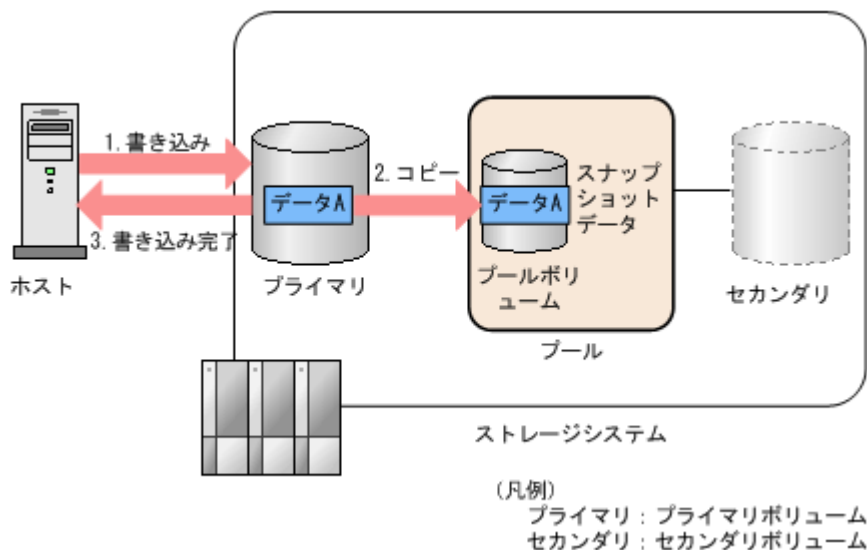 1. 書き込み
2. コピー
データA
データA
スナップ
ショット
データ
3. 書き込み完了
ホスト
プライマリ
プールボリ
ューム
セカンダリ
プール
ストレージシステム
(凡例)
プライマリ : プライマリボリューム
セカンダリ : セカンダリボリューム